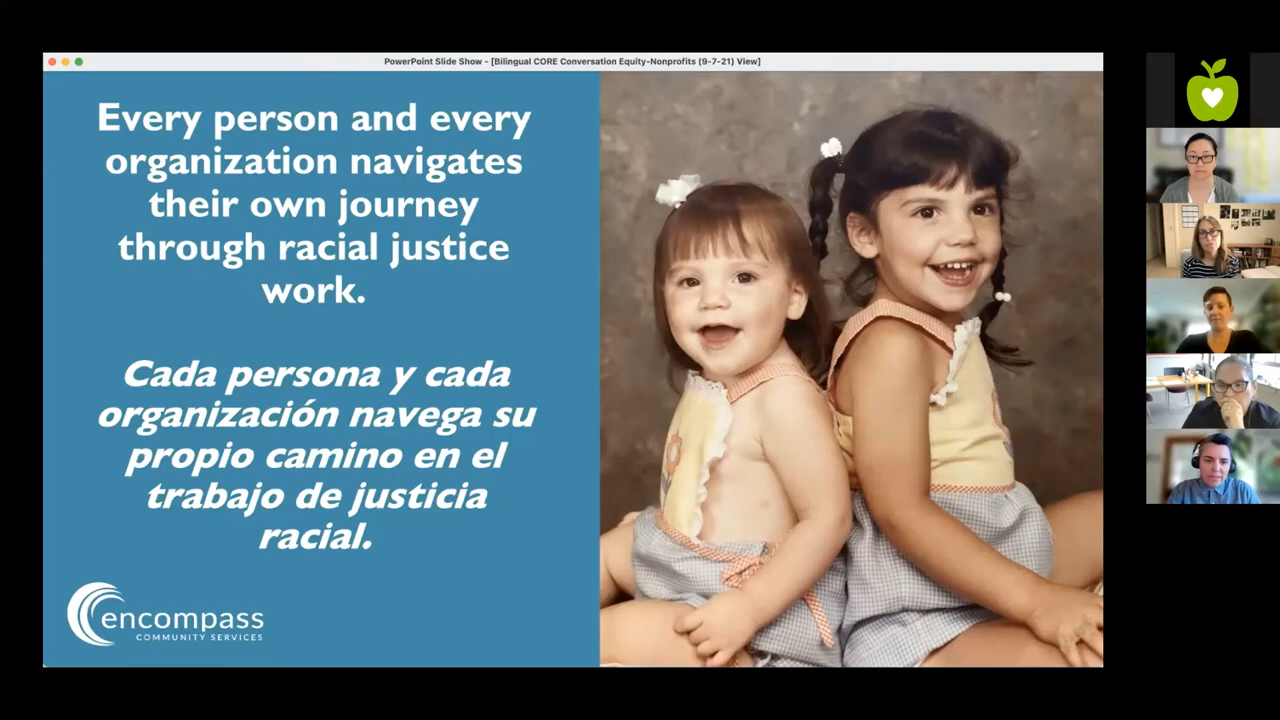 PowerPoint Slide Show - [Bilingual CORE Conversation Equity-Nonprofits (9-7-21) View]
Every person and every
organization navigates
their own journey
through racial justice
work.
Cada persona y cada
organización navega su
propio camino en el
trabajo de justicia
racial.
encompass
COMMUNITY SERVICES